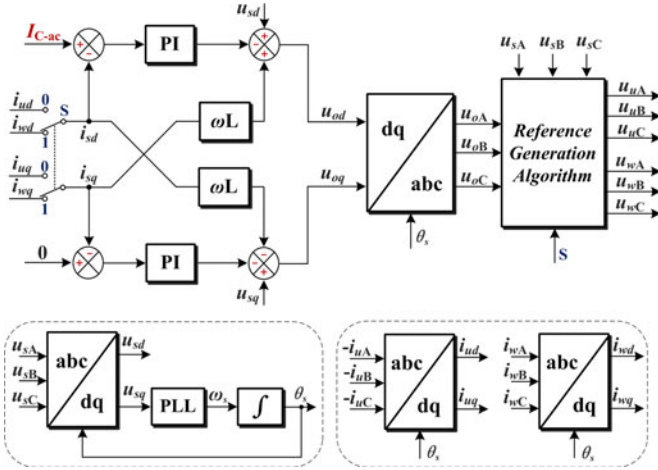 I_C-ac
+ -
PI
u_sd
- + +
u_sA u_sB u_sC
i_ud 0
i_wd S
1
i_sd
ωL
u_od
dq
abc
u_oA
u_oB
u_oC
Reference
Generation
Algorithm
u_uA
u_uB
u_uC
u_wA
u_wB
u_wC
i_uq 0
i_wq
1
i_sq
ωL
u_oq
θ_s
S
0
+ -
PI
- - +
u_sq
u_sA
u_sB
u_sC
abc
dq
u_sd
u_sq
PLL
ω_s
∫
θ_s
-i_uA
-i_uB
-i_uC
abc
dq
i_ud
i_uq
θ_s
i_wA
i_wB
i_wC
abc
dq
i_wd
i_wq
θ_s